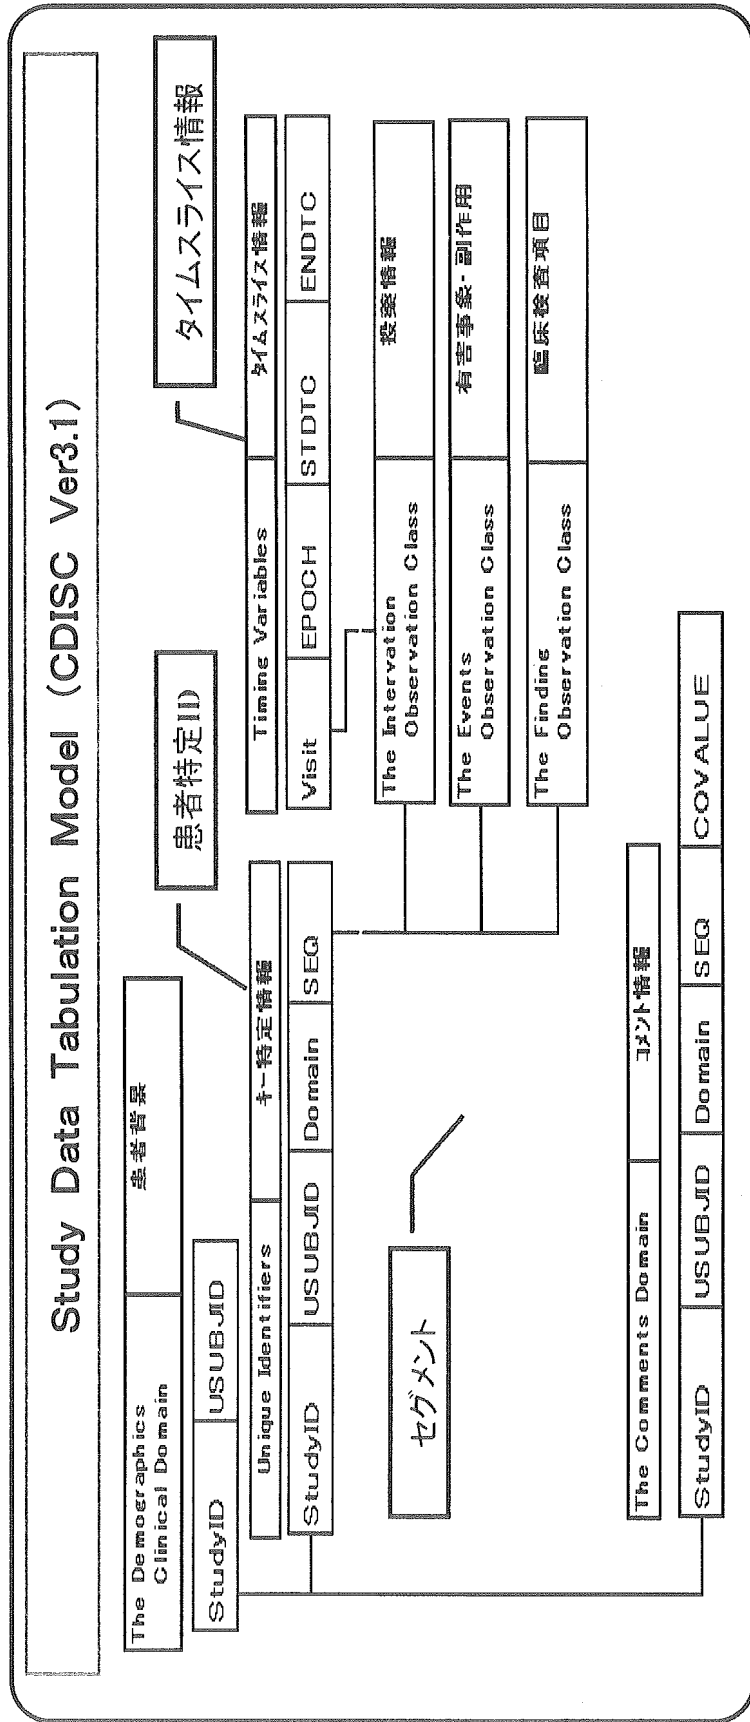 Study Data Tabulation Model (CDISC Ver3.1)
The Demographics
Clinical Domain
患者背景
StudyID USUBJID
患者特定ID
タイムスライス情報
Unique Identifiers キー特定情報
StudyID USUBJID Domain SEQ
Timing Variables タイムスライス情報
Visit EPOCH STDTC ENDTC
セグメント
The Intervation
Observation Class
投薬情報
The Events
Observation Class
有害事象・副作用
The Finding
Observation Class
臨床検査項目
The Comments Domain コメント情報
StudyID USUBJID Domain SEQ COVALUE